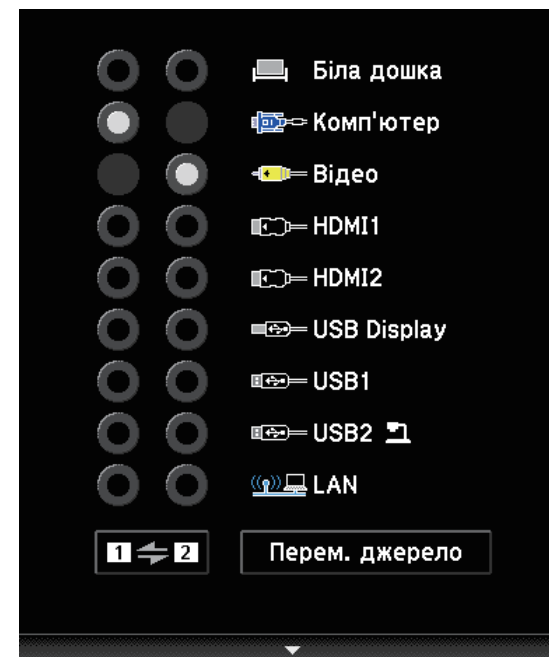 Біла дошка
Комп'ютер
Відео
HDMI1
HDMI2
USB Display
USB1
USB2
LAN
1 2 Перем. джерело